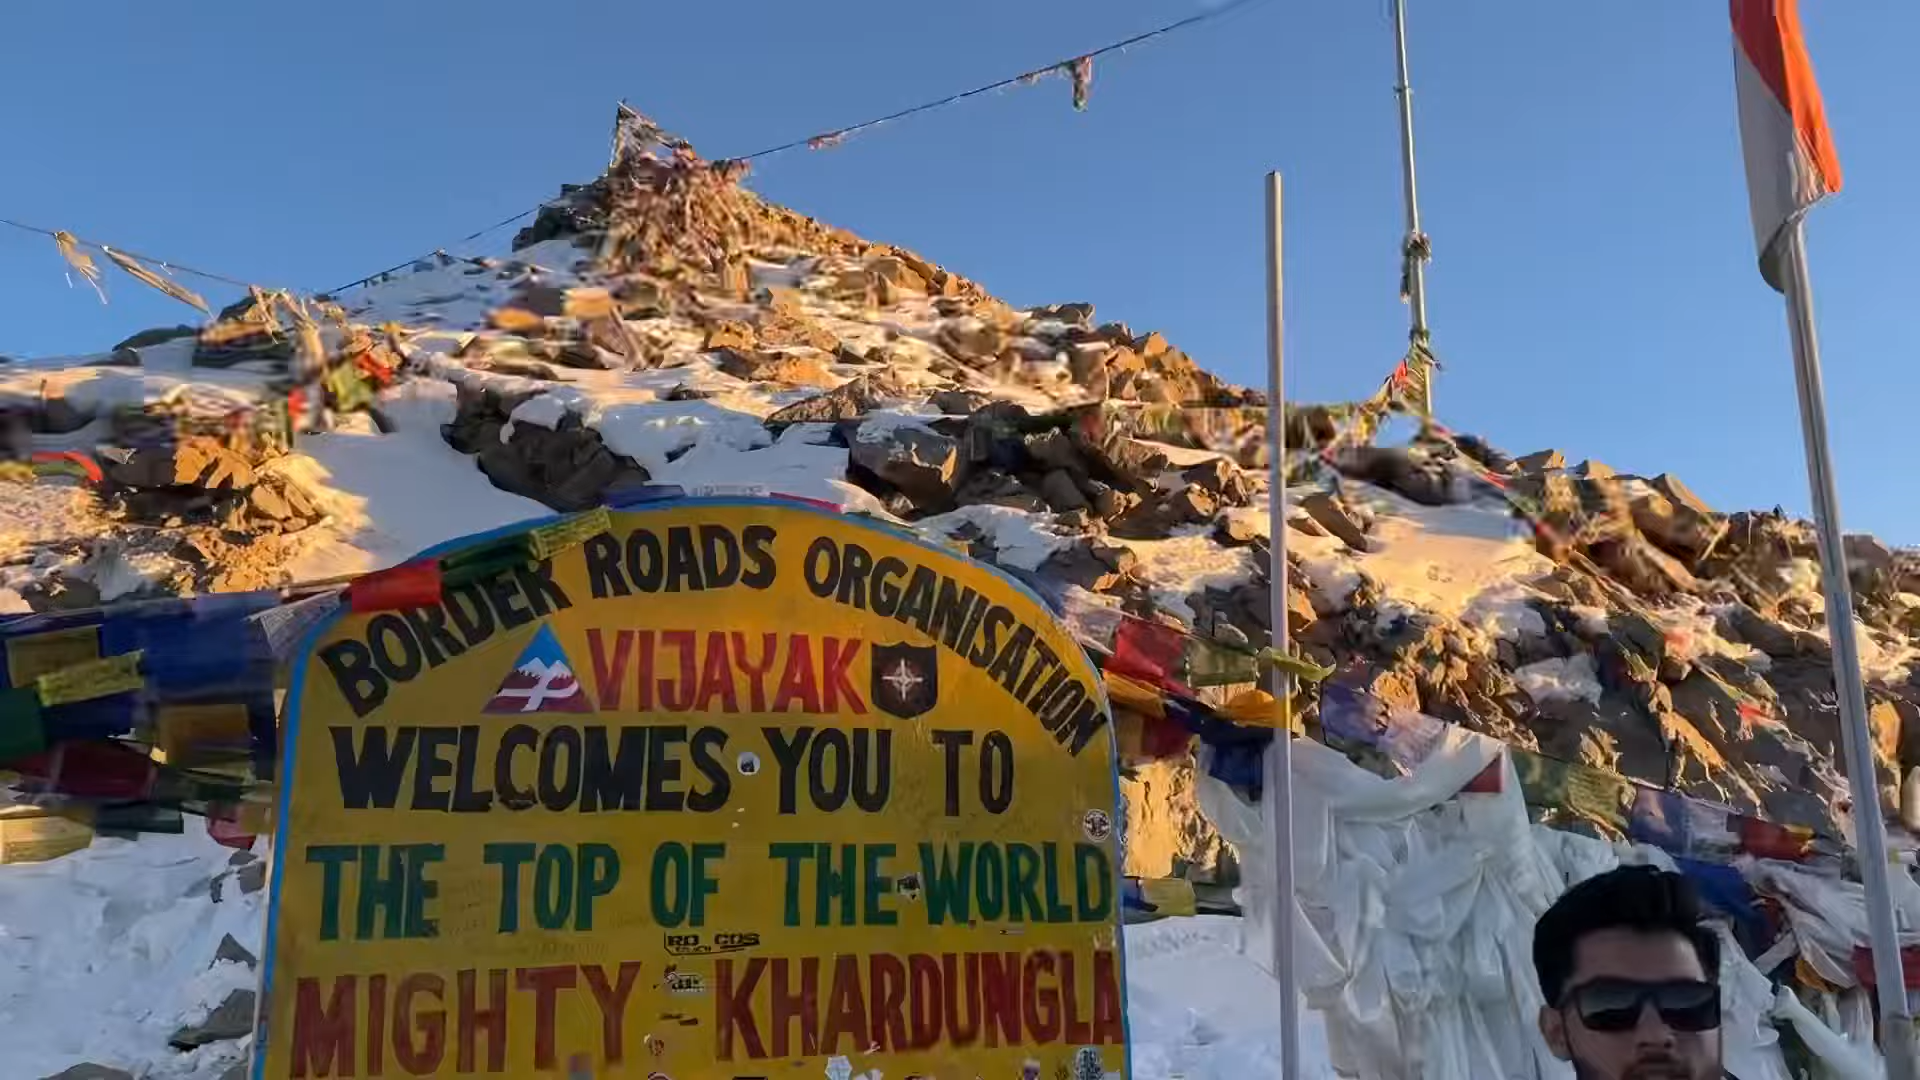 BORDER ROADS ORGANISATION
VIJAYAK
WELCOMES YOU TO
THE TOP OF THE WORLD
MIGHTY KHARDUNGLA